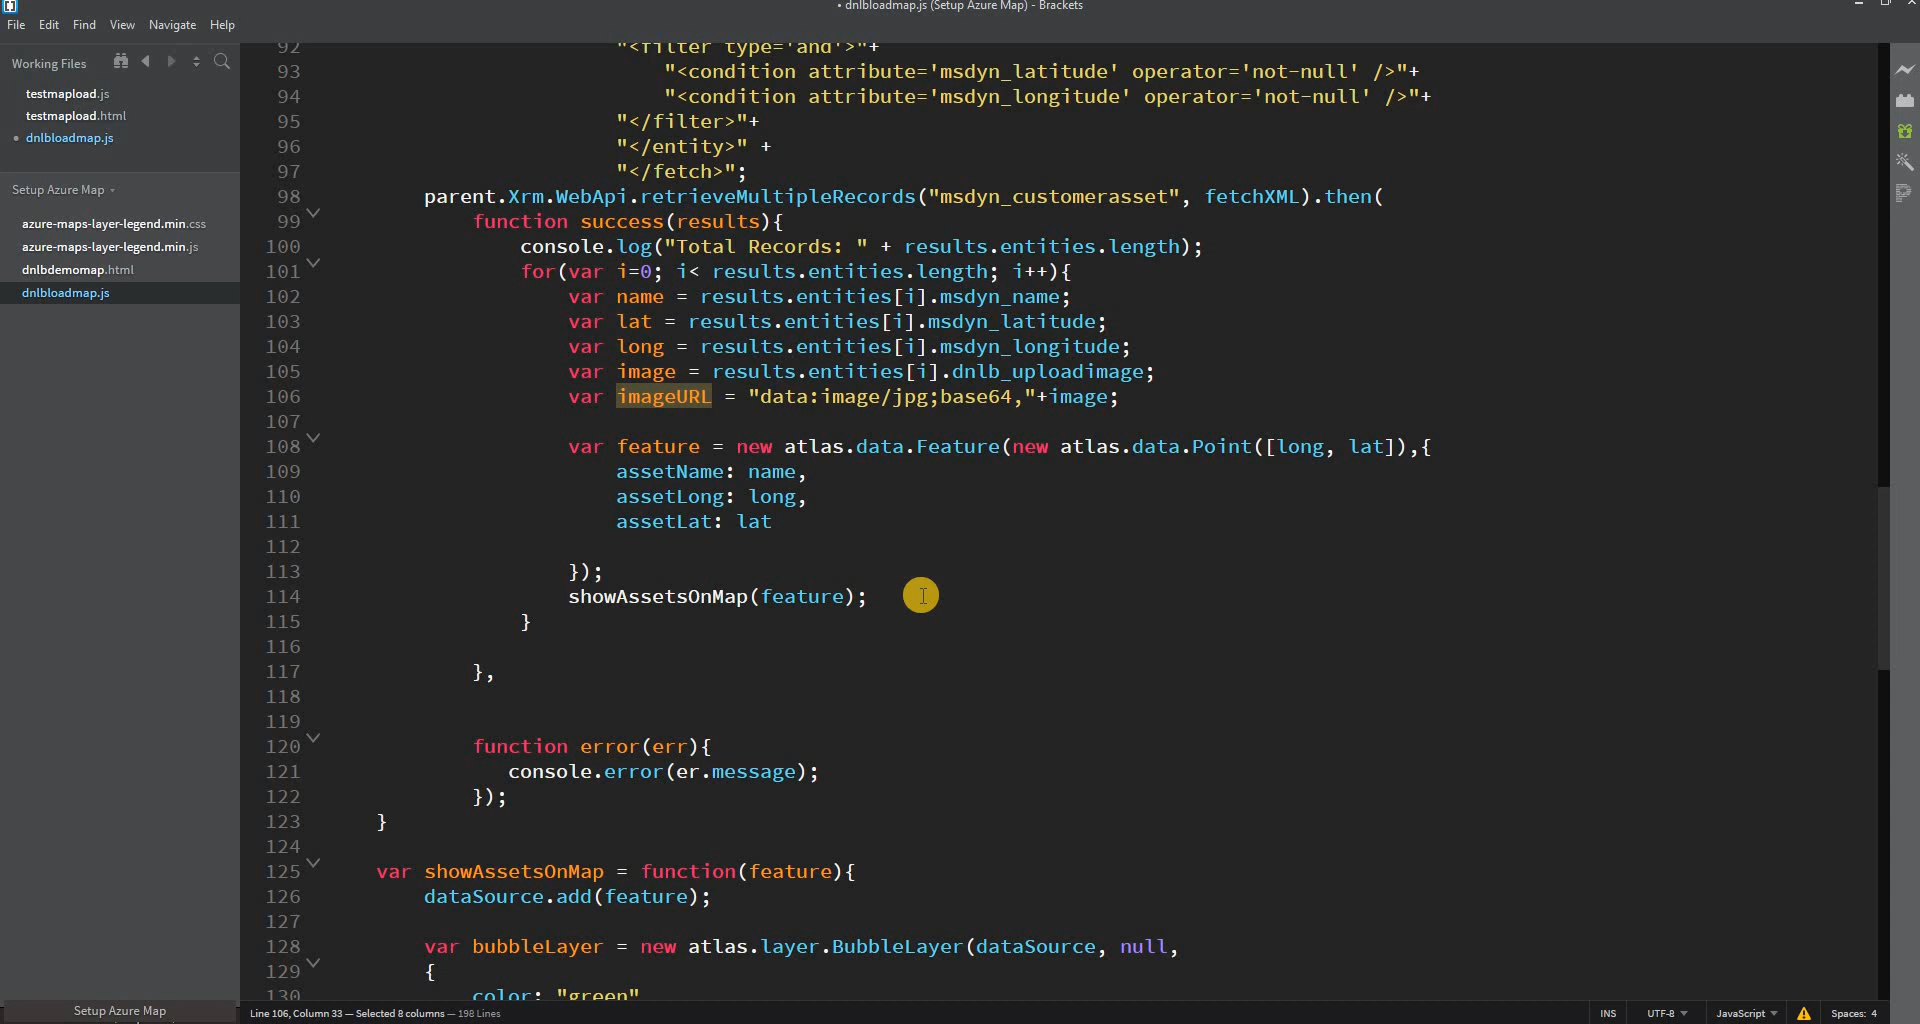 • dnlbloadmap.js (Setup Azure Map) - Brackets
File Edit Find View Navigate Help
Working Files
testmapload.js
testmapload.html
• dnlbloadmap.js
Setup Azure Map
azure-maps-layer-legend.min.css
azure-maps-layer-legend.min.js
dnlbdemomap.html
dnlbloadmap.js
Setup Azure Map
92 "<filter type='and'>"+
93 "<condition attribute='msdyn_latitude' operator='not-null' />"+
94 "<condition attribute='msdyn_longitude' operator='not-null' />"+
95 "</filter>"+
96 "</entity>" +
97 "</fetch>";
98 parent.Xrm.WebApi.retrieveMultipleRecords("msdyn_customerasset", fetchXML).then(
99 function success(results){
100 console.log("Total Records: " + results.entities.length);
101 for(var i=0; i< results.entities.length; i++){
102 var name = results.entities[i].msdyn_name;
103 var lat = results.entities[i].msdyn_latitude;
104 var long = results.entities[i].msdyn_longitude;
105 var image = results.entities[i].dnlb_uploadimage;
106 var imageURL = "data:image/jpg;base64,"+image;
107
108 var feature = new atlas.data.Feature(new atlas.data.Point([long, lat]),{
109 assetName: name,
110 assetLong: long,
111 assetLat: lat
112
113 });
114 showAssetsOnMap(feature);
115 }
116
117 },
118
119
120 function error(err){
121 console.error(er.message);
122 });
123 }
124
125 var showAssetsOnMap = function(feature){
126 dataSource.add(feature);
127
128 var bubbleLayer = new atlas.layer.BubbleLayer(dataSource, null,
129 {
130 color: "green"
Line 106, Column 33 — Selected 8 columns — 198 Lines
INS UTF-8 JavaScript Spaces: 4